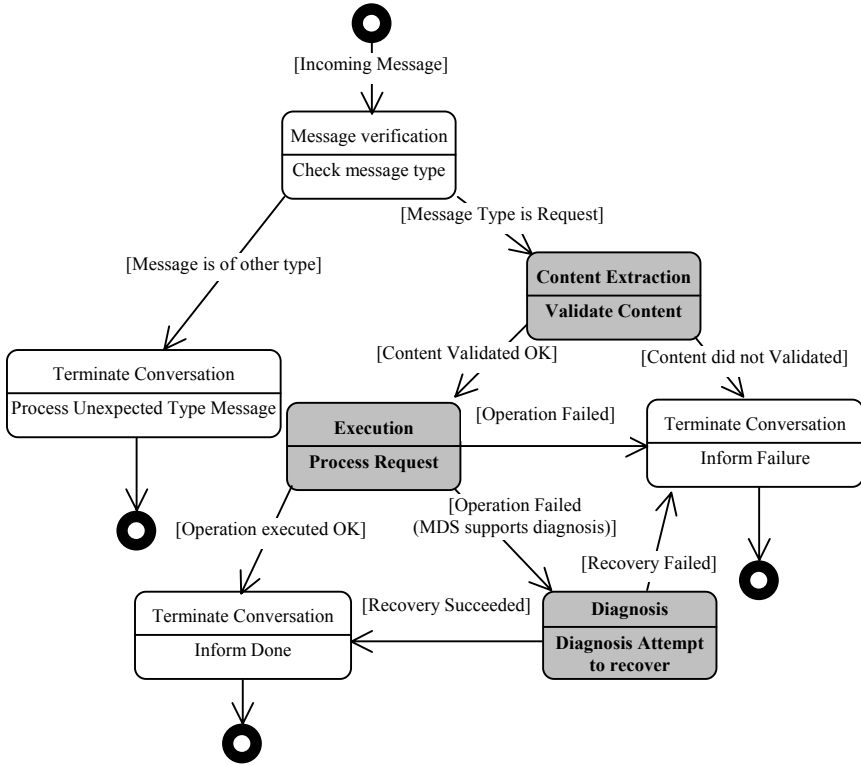 [Incoming Message]
Message verification
Check message type
[Message Type is Request]
[Message is of other type]
Content Extraction
Validate Content
[Content Validated OK]
[Content did not Validated]
Terminate Conversation
Process Unexpected Type Message
Execution
Process Request
[Operation Failed]
Terminate Conversation
Inform Failure
[Operation executed OK]
[Operation Failed
(MDS supports diagnosis)]
[Recovery Failed]
Terminate Conversation
Inform Done
[Recovery Succeeded]
Diagnosis
Diagnosis Attempt
to recover